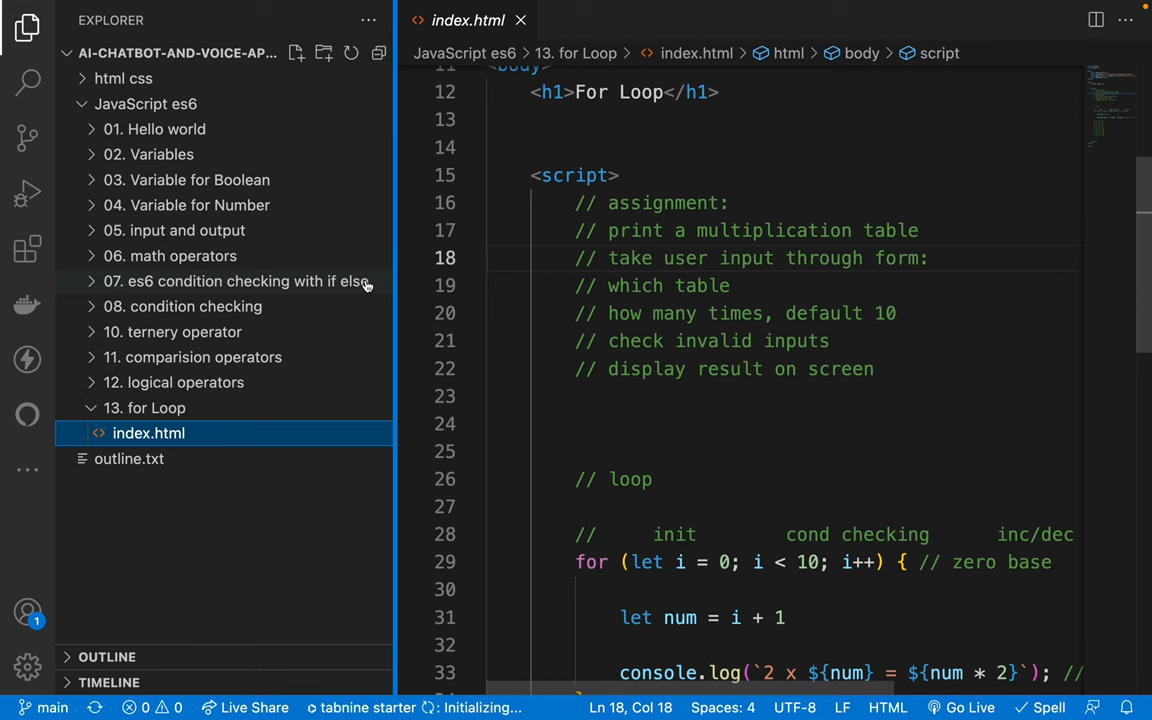 EXPLORER
AI-CHATBOT-AND-VOICE-AP...
html css
JavaScript es6
01. Hello world
02. Variables
03. Variable for Boolean
04. Variable for Number
05. input and output
06. math operators
07. es6 condition checking with if else
08. condition checking
10. ternery operator
11. comparision operators
12. logical operators
13. for Loop
index.html
outline.txt
OUTLINE
TIMELINE
1
index.html
JavaScript es6 > 13. for Loop > index.html > html > body > script
<body>
12 <h1>For Loop</h1>
13
14
15 <script>
16 // assignment:
17 // print a multiplication table
18 // take user input through form:
19 // which table
20 // how many times, default 10
21 // check invalid inputs
22 // display result on screen
23
24
25
26 // loop
27
28 // init cond checking inc/dec
29 for (let i = 0; i < 10; i++) { // zero base
30
31 let num = i + 1
32
33 console.log(`2 x ${num} = ${num * 2}`); //
main 0 0 Live Share tabnine starter : Initializing... Ln 18, Col 18 Spaces: 4 UTF-8 LF HTML Go Live Spell